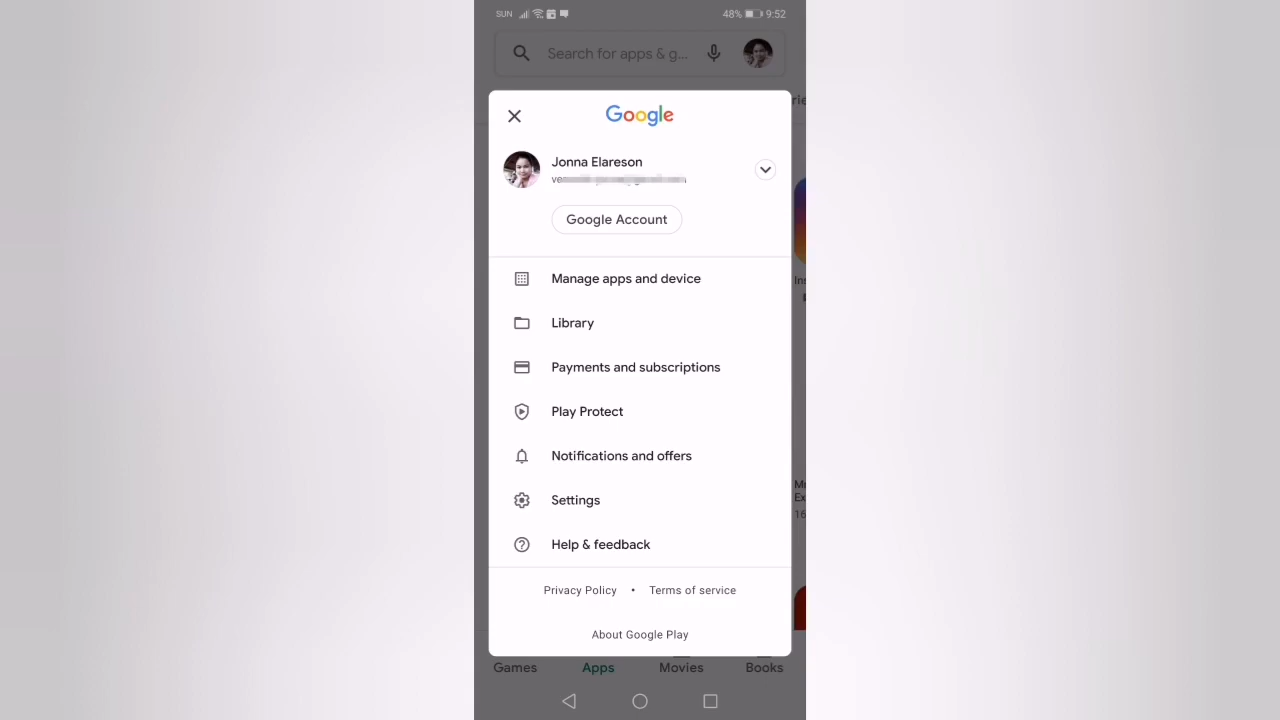 SUN 48% 9:52
Search for apps & g...
Google
Jonna Elareson
Google Account
Manage apps and device
Library
Payments and subscriptions
Play Protect
Notifications and offers
Settings
Help & feedback
Privacy Policy • Terms of service
About Google Play
Games Apps Movies Books